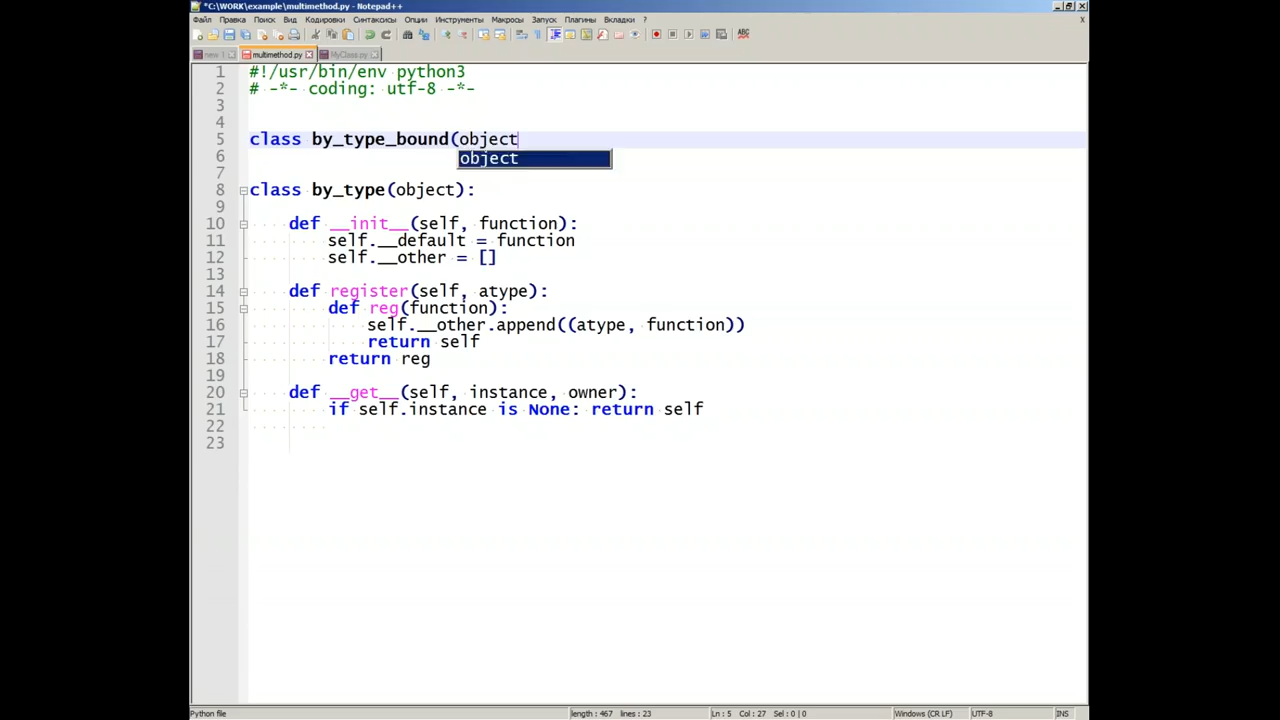 *C:\WORK\example\multimethod.py - Notepad++
Файл Правка Поиск Вид Кодировки Синтаксисы Опции Инструменты Макросы Запуск Плагины Вкладки ?
X
new 1 multimethod.py MyClass.py
1 #!/usr/bin/env python3
2 # -*- coding: utf-8 -*-
3
4
5 class by_type_bound(object
6 object
7
8 class by_type(object):
9
10 def __init__(self, function):
11 self.__default = function
12 self.__other = []
13
14 def register(self, atype):
15 def reg(function):
16 self.__other.append((atype, function))
17 return self
18 return reg
19
20 def __get__(self, instance, owner):
21 if self.instance is None: return self
22
23
Python file length : 467 lines : 23 Ln : 5 Col : 27 Sel : 0 | 0 Windows (CR LF) UTF-8 INS